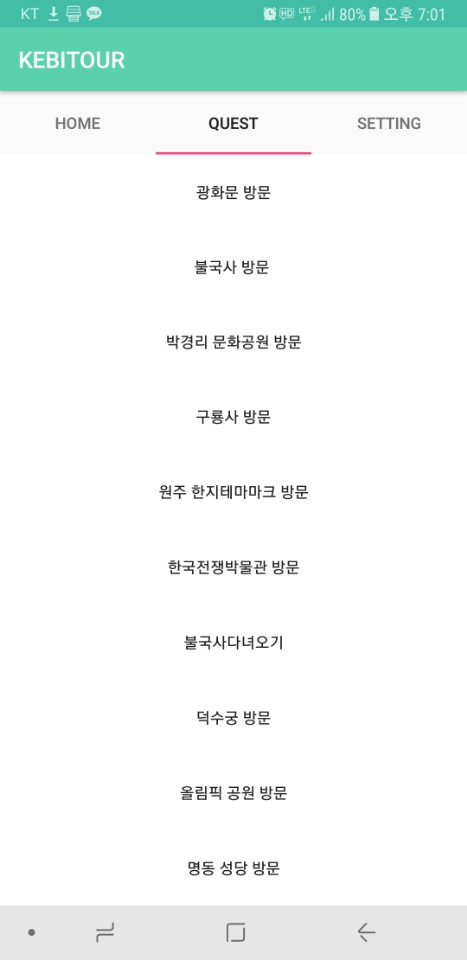 KT TALK HD LTE 80% 오후 7:01
KEBITOUR
HOME QUEST SETTING
광화문 방문
불국사 방문
박경리 문화공원 방문
구룡사 방문
원주 한지테마마크 방문
한국전쟁박물관 방문
불국사다녀오기
덕수궁 방문
올림픽 공원 방문
명동 성당 방문